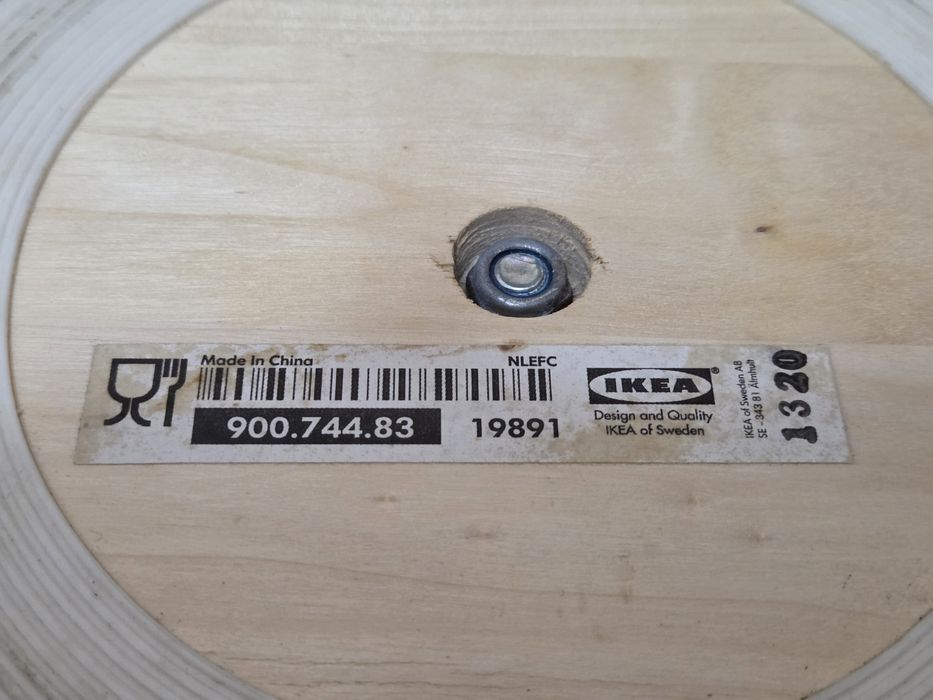 Made In China
NLEFC
900.744.83
19891
IKEA®
Design and Quality
IKEA of Sweden
IKEA of Sweden AB
SE - 343 81 Älmhult
1320